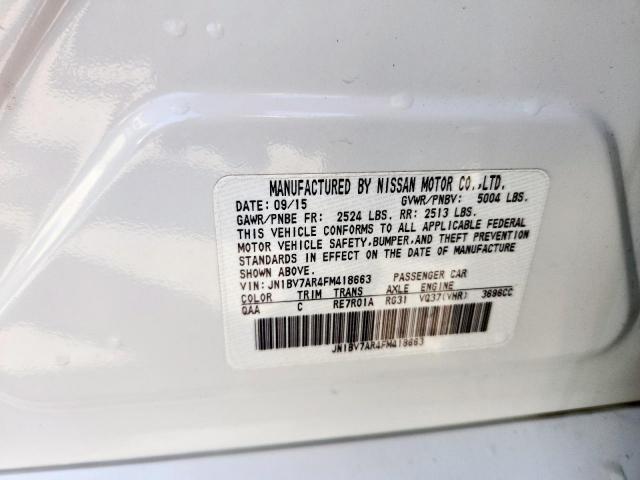 MANUFACTURED BY NISSAN MOTOR CO.,LTD.
DATE: 09/15 GVWR/PNBV: 5004 LBS.
GAWR/PNBE FR: 2524 LBS. RR: 2513 LBS.
THIS VEHICLE CONFORMS TO ALL APPLICABLE FEDERAL
MOTOR VEHICLE SAFETY,BUMPER,AND THEFT PREVENTION
STANDARDS IN EFFECT ON THE DATE OF MANUFACTURE
SHOWN ABOVE.
VIN: JN1BV7AR4FM418663 PASSENGER CAR
COLOR TRIM TRANS AXLE ENGINE
QAA C RE7R01A RG31 VQ37(VHR) 3696CC
JN1BV7AR4FM418663